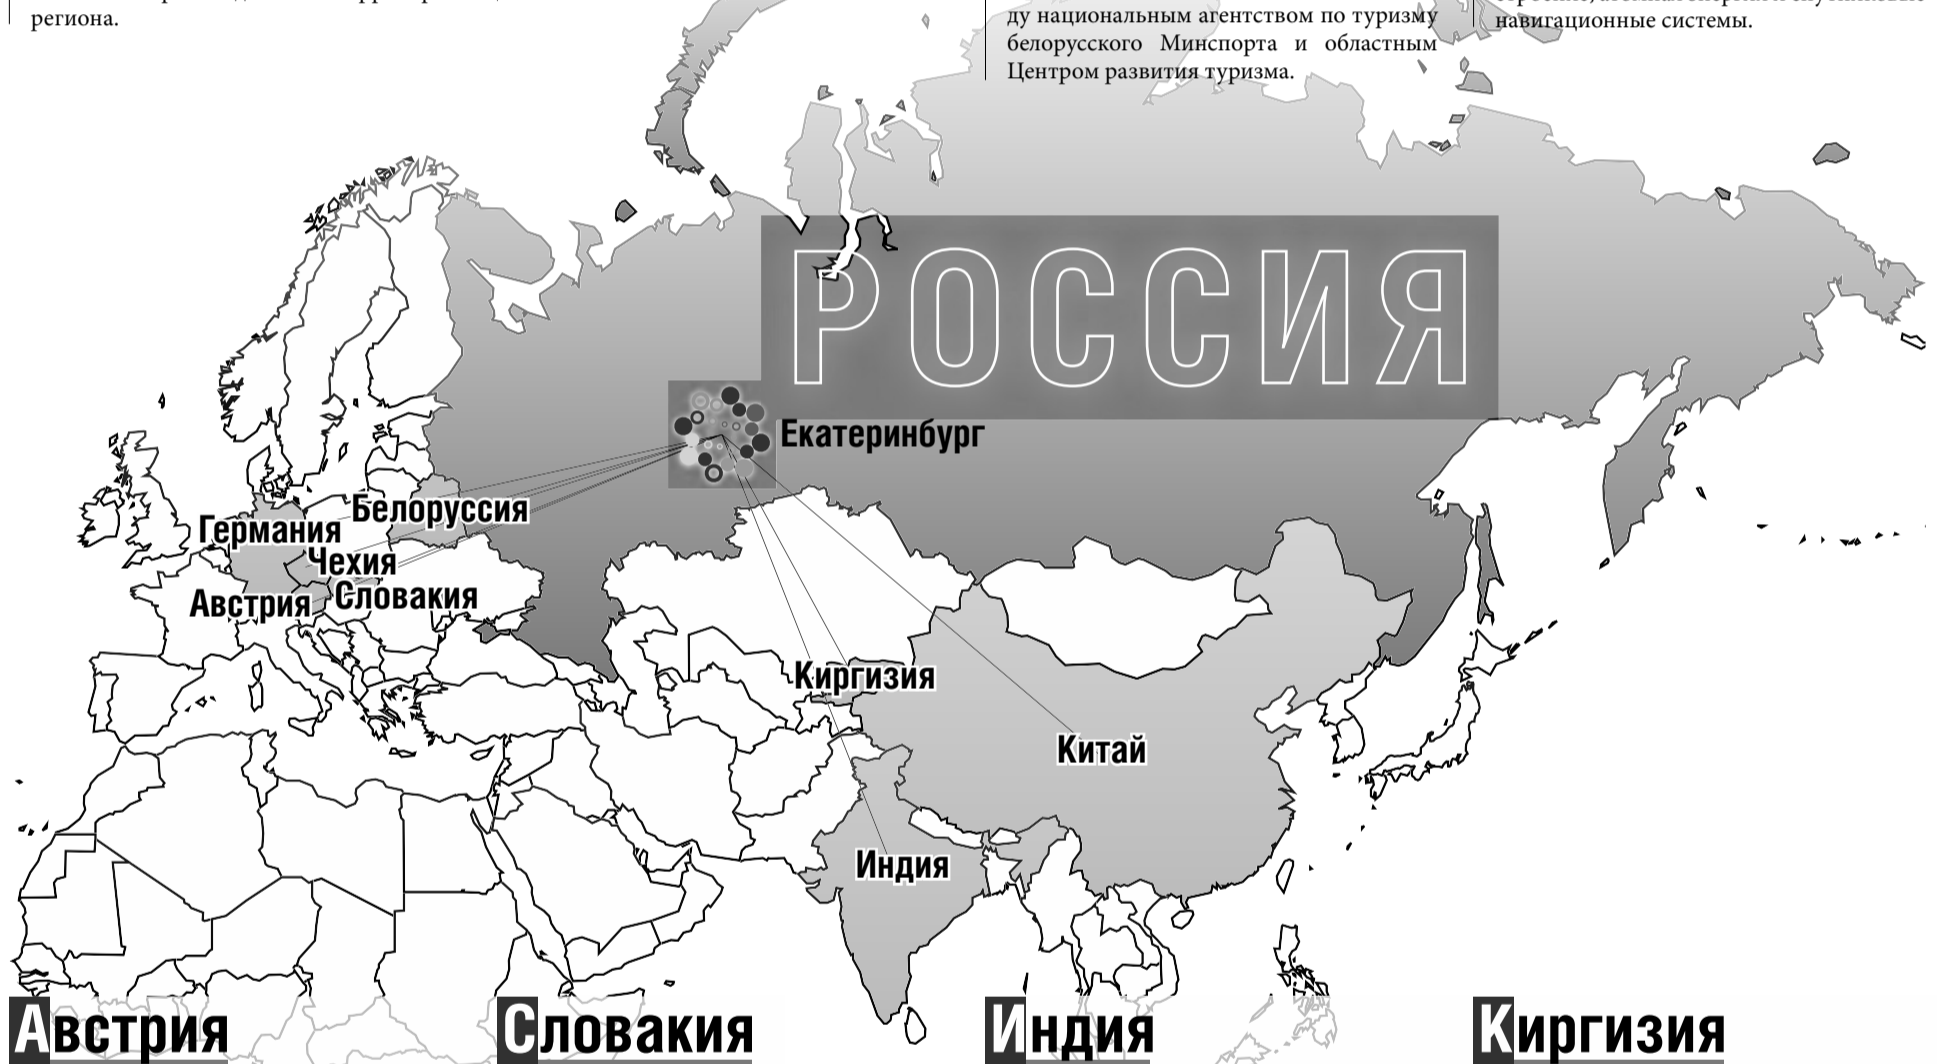 региона.
ду национальным агентством по туризму
белорусского Минспорта и областным
Центром развития туризма.
навигационные системы.
РОССИЯ
Екатеринбург
Белоруссия
Германия
Чехия
Австрия
Словакия
Киргизия
Китай
Индия
Австрия
Словакия
Индия
Киргизия